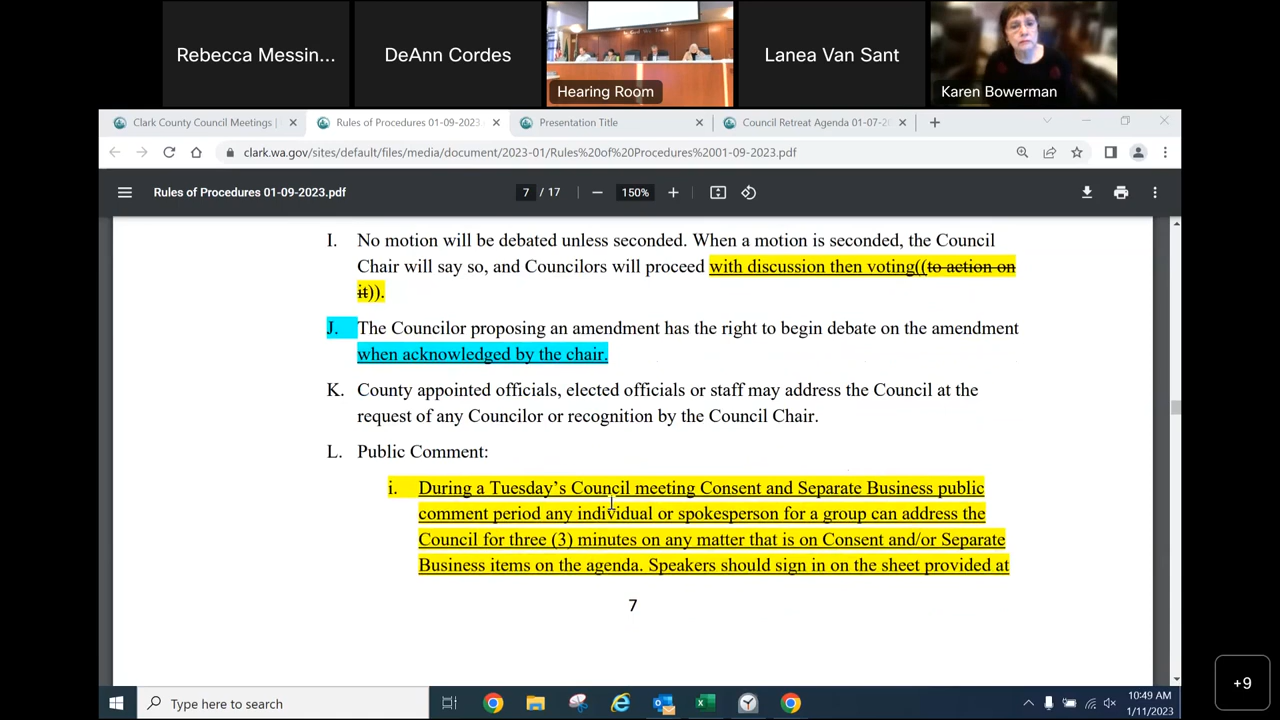 Rebecca Messin...
DeAnn Cordes
Hearing Room
Lanea Van Sant
Karen Bowerman
Clark County Council Meetings |
Rules of Procedures 01-09-2023
Presentation Title
Council Retreat Agenda 01-07-20
clark.wa.gov/sites/default/files/media/document/2023-01/Rules%20of%20Procedures%2001-09-2023.pdf
Rules of Procedures 01-09-2023.pdf
7 / 17
150%
I. No motion will be debated unless seconded. When a motion is seconded, the Council
Chair will say so, and Councilors will proceed with discussion then voting((to action on
it)).
J. The Councilor proposing an amendment has the right to begin debate on the amendment
when acknowledged by the chair.
K. County appointed officials, elected officials or staff may address the Council at the
request of any Councilor or recognition by the Council Chair.
L. Public Comment:
i. During a Tuesday's Council meeting Consent and Separate Business public
comment period any individual or spokesperson for a group can address the
Council for three (3) minutes on any matter that is on Consent and/or Separate
Business items on the agenda. Speakers should sign in on the sheet provided at
7
+9
Type here to search
10:49 AM
1/11/2023